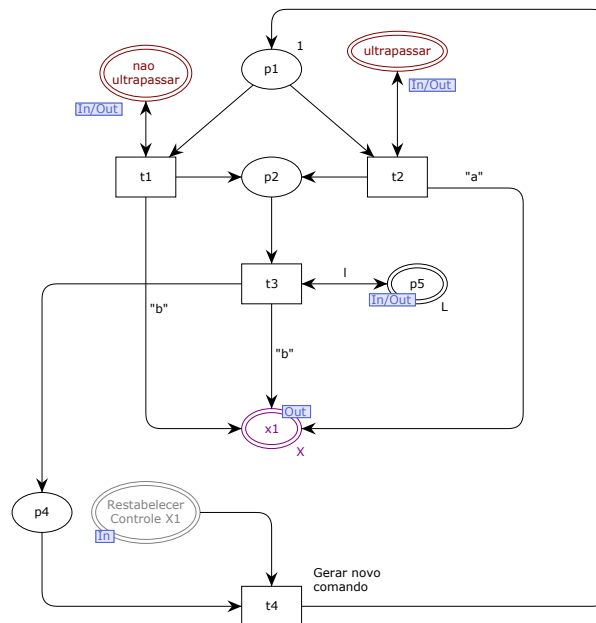 1
p1
nao
ultrapassar
In/Out
ultrapassar
In/Out
t1
p2
t2
"a"
t3
l
p5
In/Out
L
"b"
"b"
Out
x1
X
p4
Restabelecer
Controle X1
In
Gerar novo
comando
t4